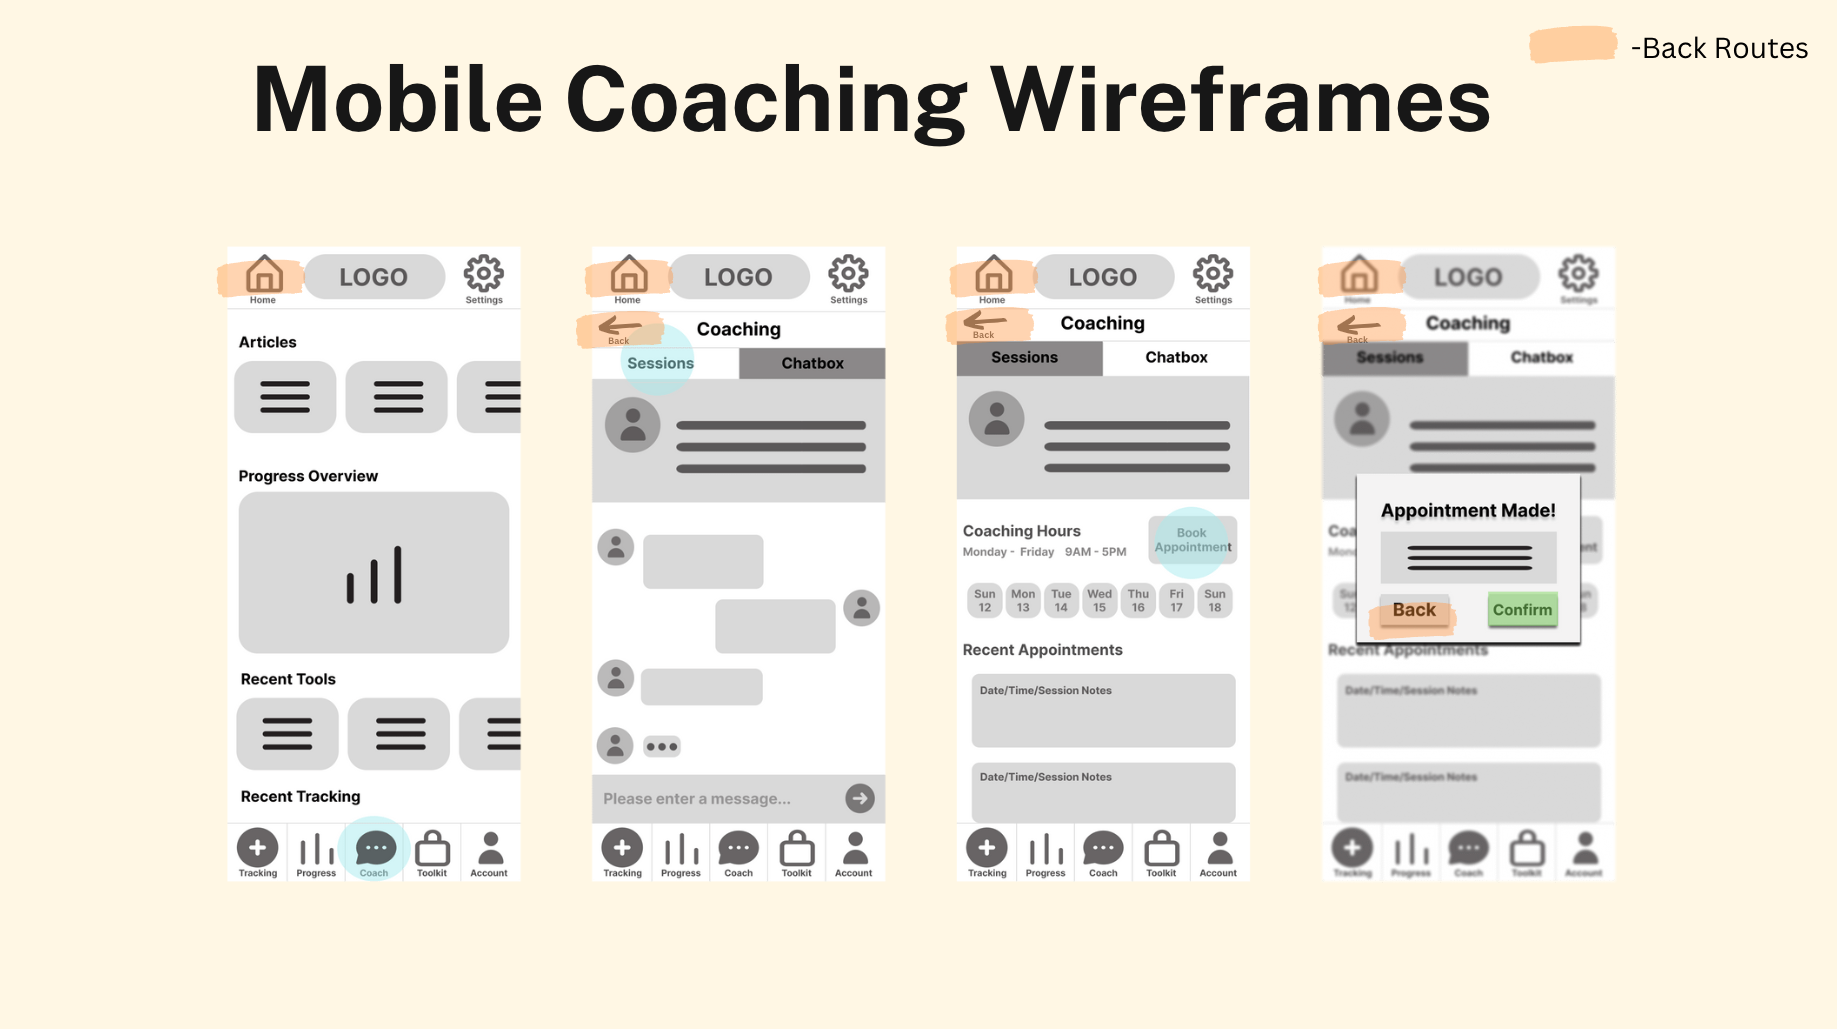 -Back Routes
Mobile Coaching Wireframes
Home
LOGO
Settings
Articles
Progress Overview
Recent Tools
Recent Tracking
Tracking
Progress
Coach
Toolkit
Account
Home
LOGO
Settings
Back
Coaching
Sessions
Chatbox
Please enter a message...
Tracking
Progress
Coach
Toolkit
Account
Home
LOGO
Settings
Back
Coaching
Sessions
Chatbox
Coaching Hours
Monday - Friday 9AM - 5PM
Book
Appointment
Sun
12
Mon
13
Tue
14
Wed
15
Thu
16
Fri
17
Sun
18
Recent Appointments
Date/Time/Session Notes
Date/Time/Session Notes
Tracking
Progress
Coach
Toolkit
Account
Home
LOGO
Settings
Back
Coaching
Sessions
Chatbox
Appointment Made!
Back
Confirm
Recent Appointments
Date/Time/Session Notes
Date/Time/Session Notes
Tracking
Progress
Coach
Toolkit
Account